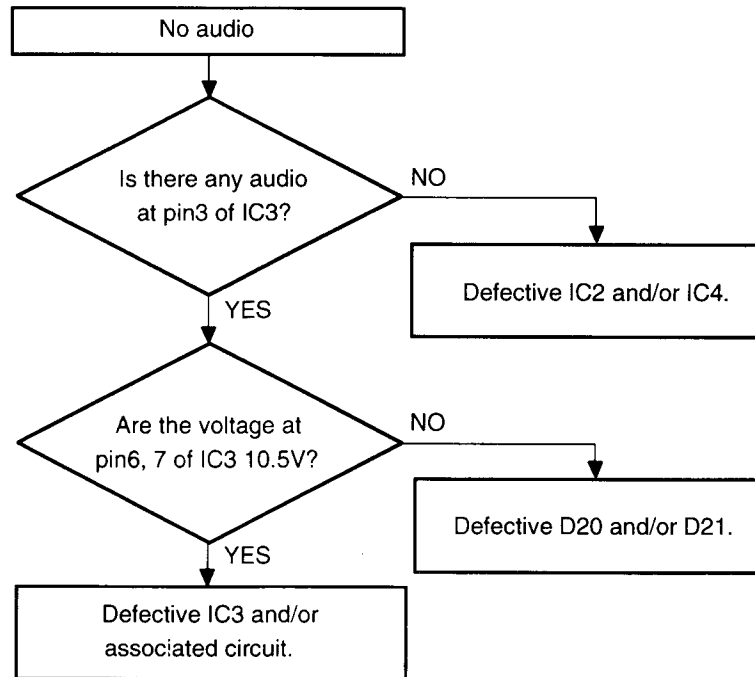 No audio
Is there any audio
at pin3 of IC3?
NO
Defective IC2 and/or IC4.
YES
Are the voltage at
pin6, 7 of IC3 10.5V?
NO
Defective D20 and/or D21.
YES
Defective IC3 and/or
associated circuit.